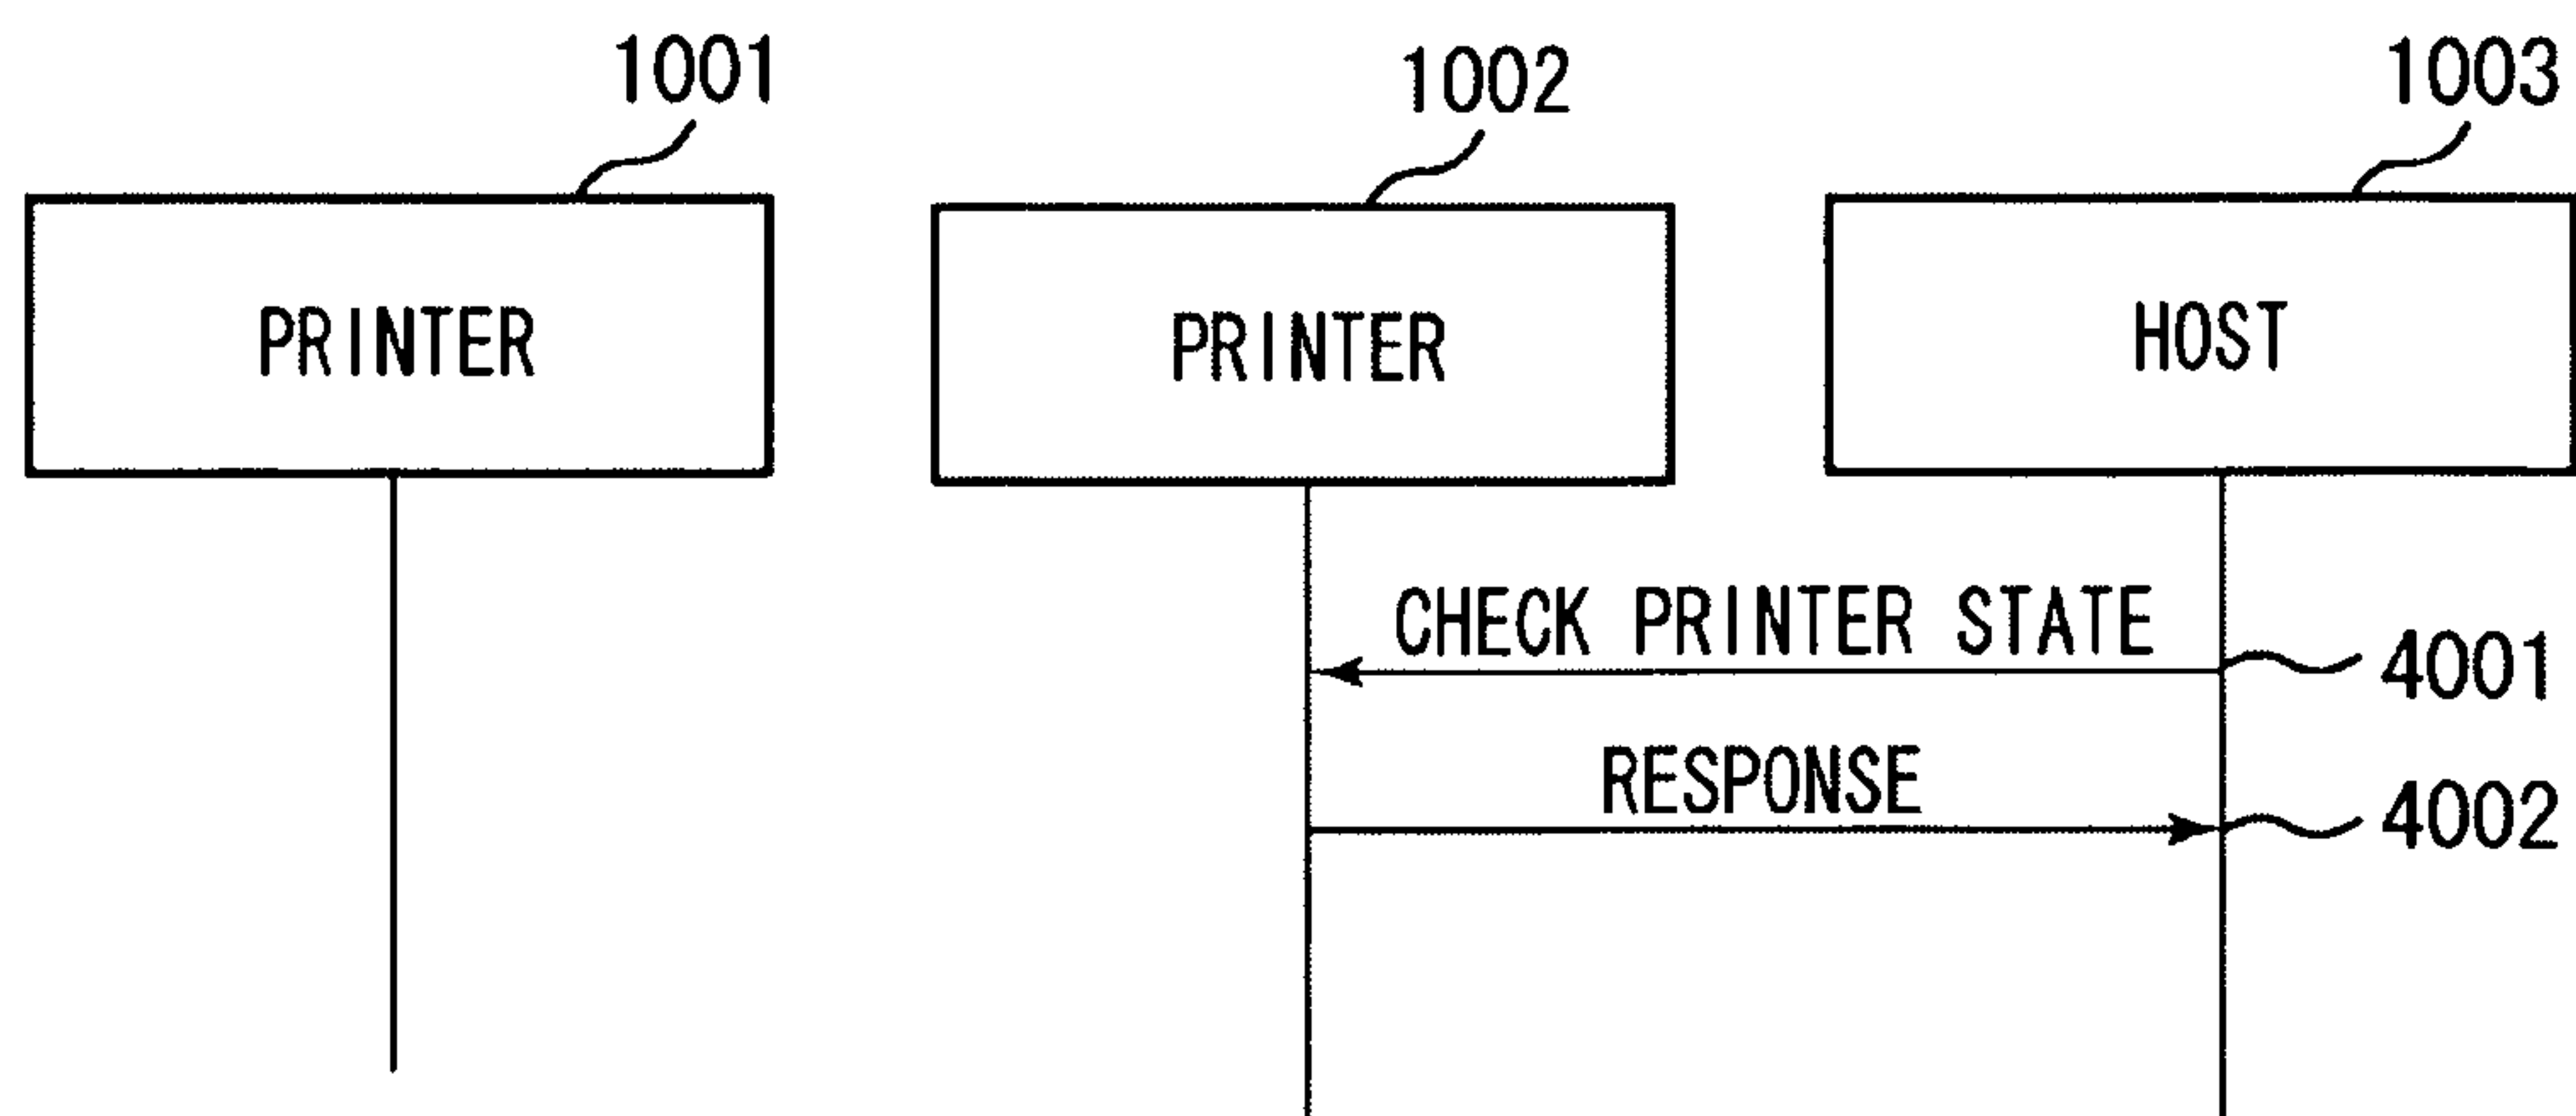 1001
1002
1003
PRINTER
PRINTER
HOST
CHECK PRINTER STATE
4001
RESPONSE
4002